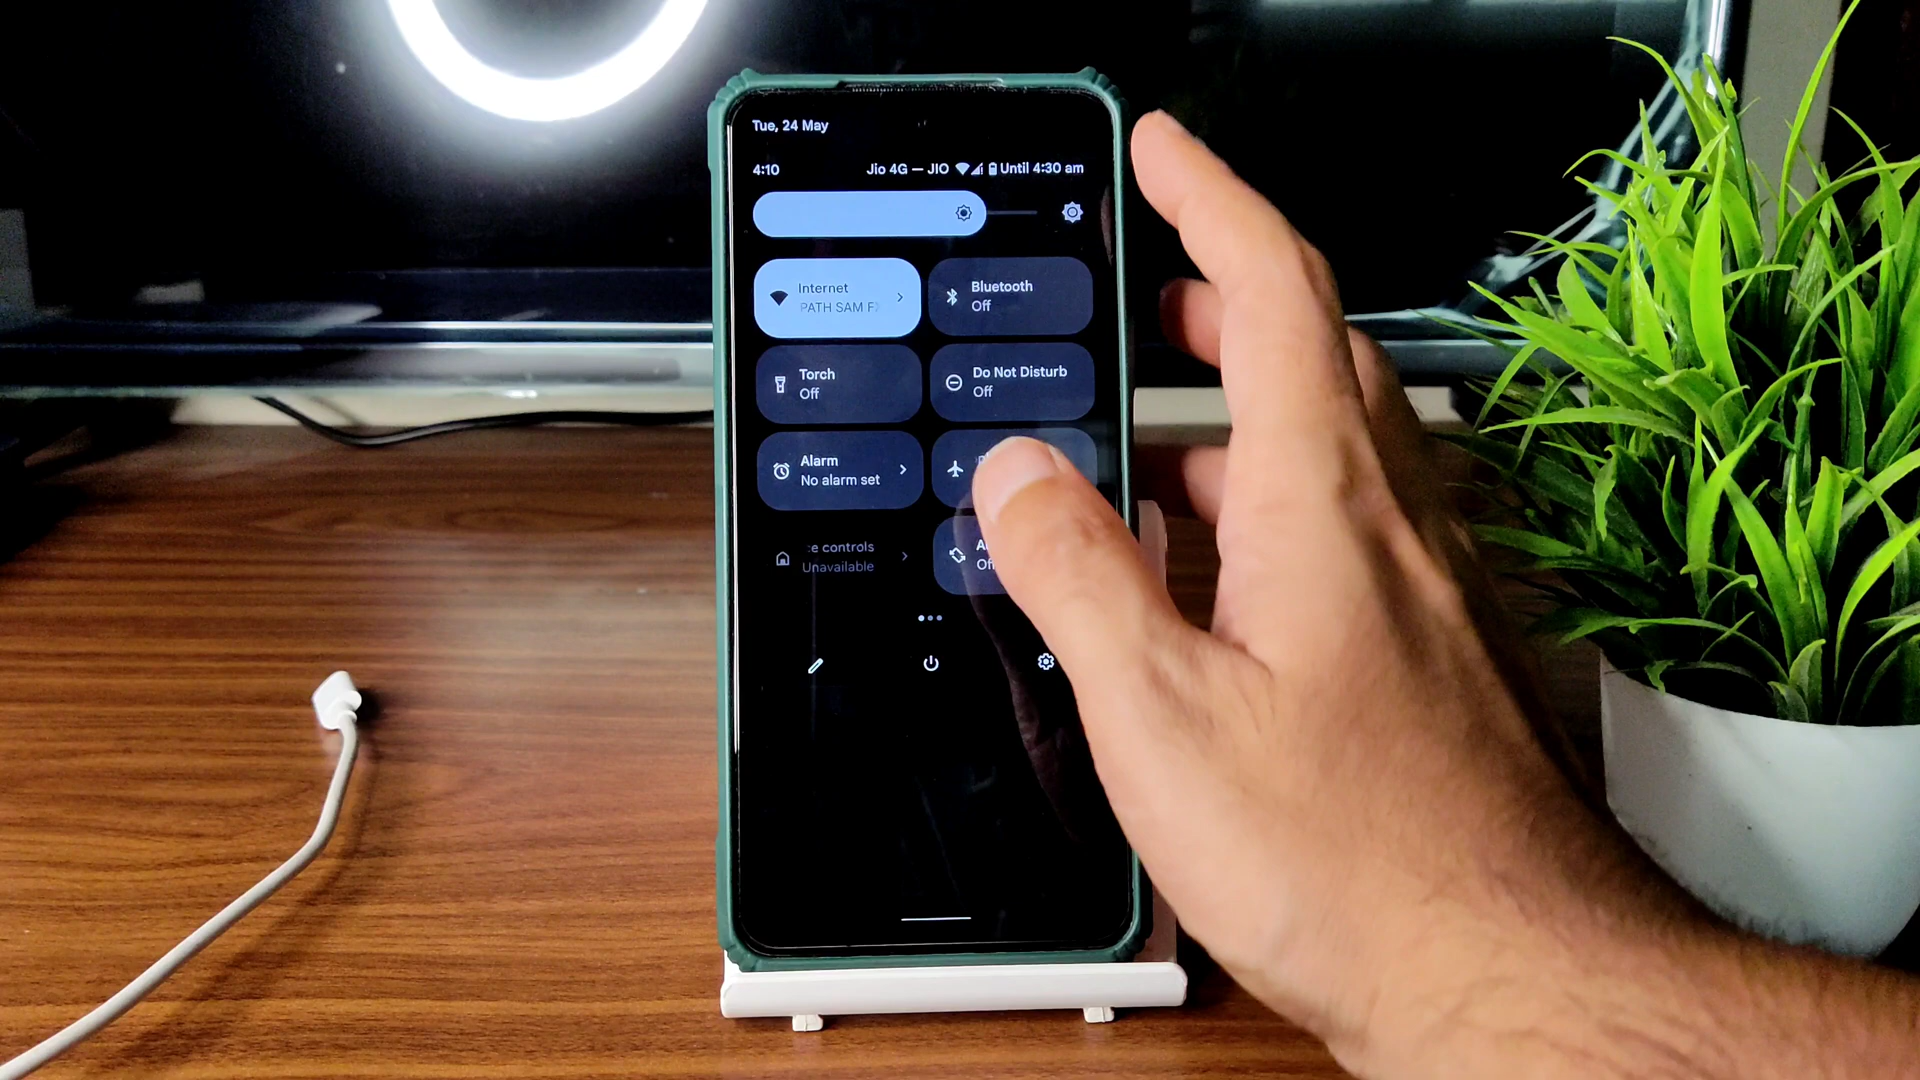 Tue, 24 May
4:10 Jio 4G — JIO Until 4:30 am
Internet
PATH SAM F
Bluetooth
Off
Torch
Off
Do Not Disturb
Off
Alarm
No alarm set
controls
Unavailable